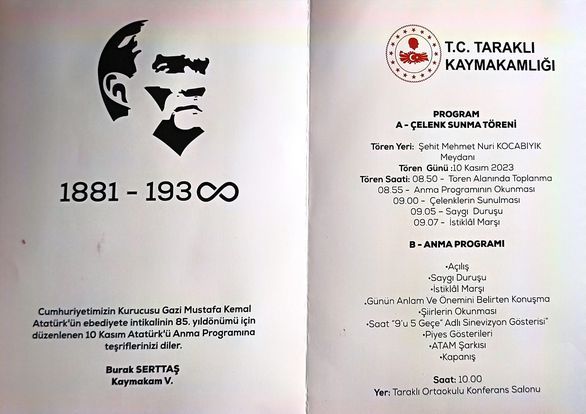 1881 - 193∞
Cumhuriyetimizin Kurucusu Gazi Mustafa Kemal
Atatürk'ün ebediyete intikalinin 85. yıldönümü için
düzenlenen 10 Kasım Atatürk'ü Anma Programına
teşriflerinizi diler.
Burak SERTTAŞ
Kaymakam V.
T.C. TARAKLI
KAYMAKAMLIĞI
PROGRAM
A - ÇELENK SUNMA TÖRENİ
Tören Yeri: Şehit Mehmet Nuri KOCABIYIK
Meydanı
Tören Günü :10 Kasım 2023
Tören Saati: 08.50 - Tören Alanında Toplanma
08.55 - Anma Programının Okunması
09.00 - Çelenklerin Sunulması
09.05 - Saygı Duruşu
09.07 - İstiklâl Marşı
B - ANMA PROGRAMI
•Açılış
•Saygı Duruşu
•İstiklâl Marşı
•Günün Anlam Ve Önemini Belirten Konuşma
•Şiirlerin Okunması
•Saat "9'u 5 Geçe" Adlı Sinevizyon Gösterisi"
•Piyes Gösterileri
•ATAM Şarkısı
•Kapanış
Saat: 10.00
Yer: Taraklı Ortaokulu Konferans Salonu